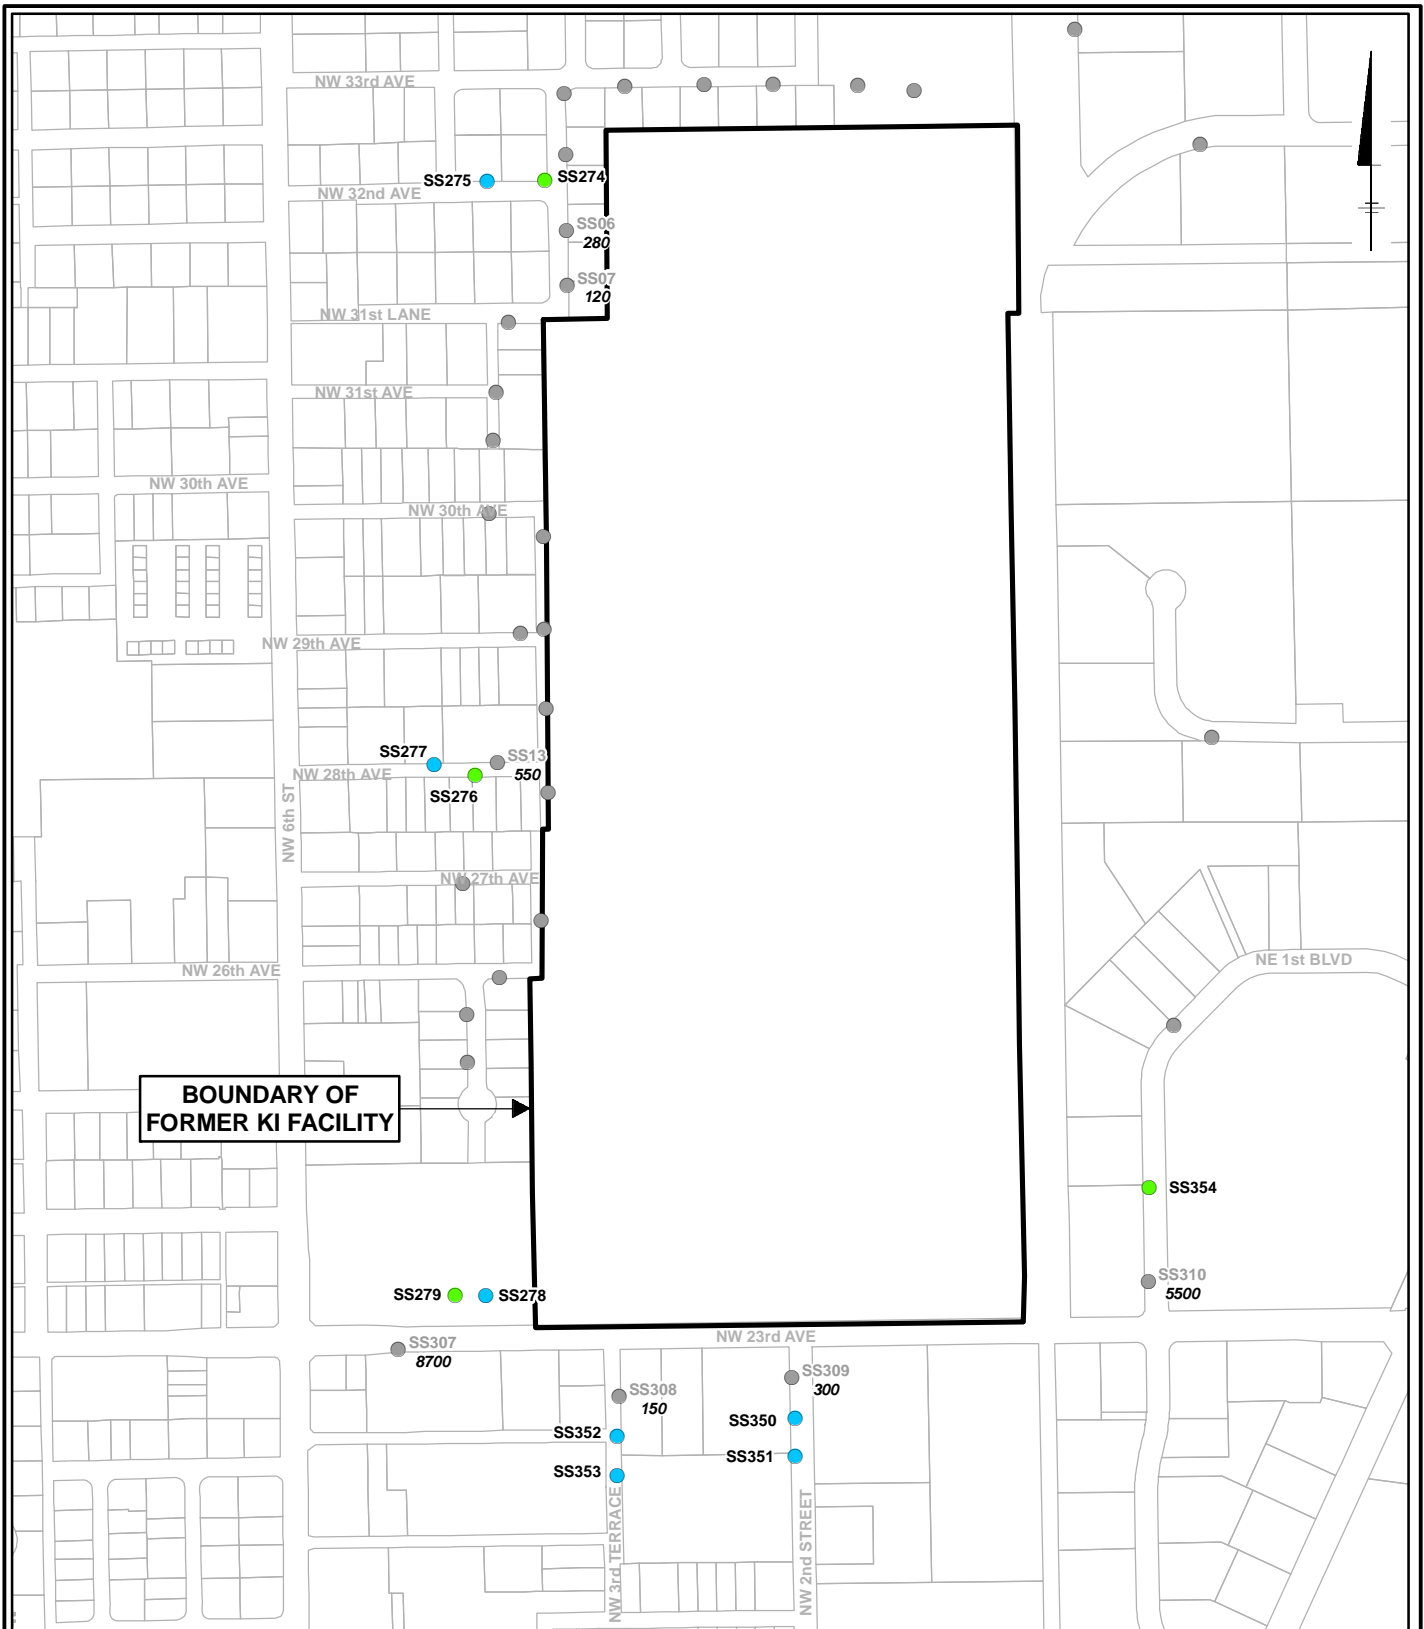 NW 33rd AVE
SS275
SS274
NW 32nd AVE
SS06
280
SS07
120
NW 31st LANE
NW 31st AVE
NW 30th AVE
NW 30th AVE
NW 29th AVE
SS277
SS13
550
NW 28th AVE
SS276
NW 6th ST
NW 27th AVE
NW 26th AVE
NE 1st BLVD
BOUNDARY OF
FORMER KI FACILITY
SS354
SS310
5500
SS279
SS278
NW 23rd AVE
SS307
8700
SS309
300
SS308
150
SS350
SS352
SS351
SS353
NW 3rd TERRACE
NW 2nd STREET